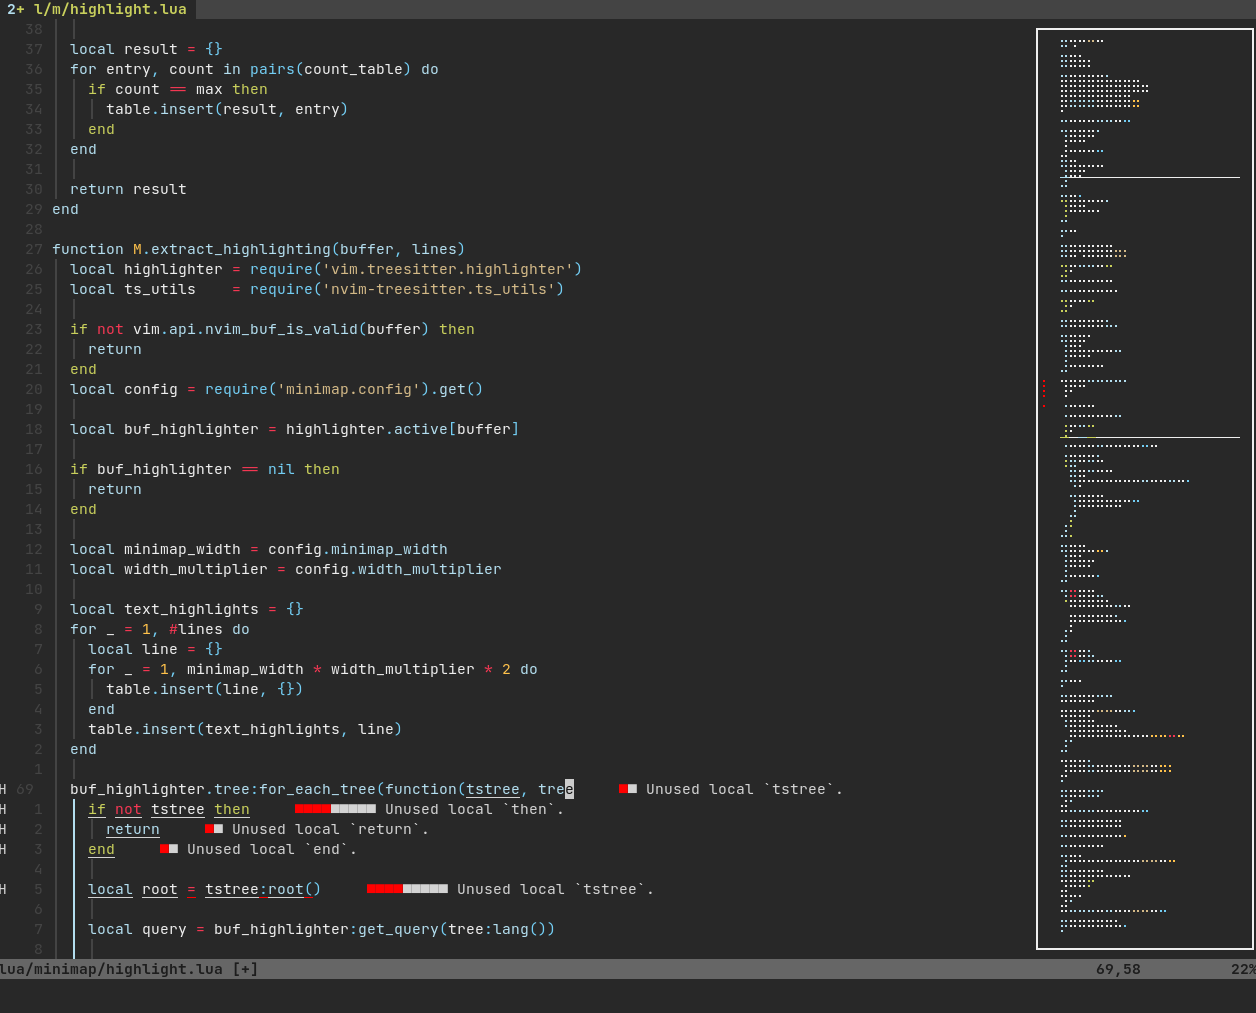 2+ l/m/highlight.lua
38
37 local result = {}
36 for entry, count in pairs(count_table) do
35 if count == max then
34 table.insert(result, entry)
33 end
32 end
31
30 return result
29 end
28
27 function M.extract_highlighting(buffer, lines)
26 local highlighter = require('vim.treesitter.highlighter')
25 local ts_utils    = require('nvim-treesitter.ts_utils')
24
23 if not vim.api.nvim_buf_is_valid(buffer) then
22 return
21 end
20 local config = require('minimap.config').get()
19
18 local buf_highlighter = highlighter.active[buffer]
17
16 if buf_highlighter == nil then
15 return
14 end
13
12 local minimap_width = config.minimap_width
11 local width_multiplier = config.width_multiplier
10
9 local text_highlights = {}
8 for _ = 1, #lines do
7 local line = {}
6 for _ = 1, minimap_width * width_multiplier * 2 do
5 table.insert(line, {})
4 end
3 table.insert(text_highlights, line)
2 end
1
H 69 buf_highlighter.tree:for_each_tree(function(tstree, tree Unused local `tstree`.
H 1 if not tstree then Unused local `then`.
H 2 return Unused local `return`.
H 3 end Unused local `end`.
4
H 5 local root = tstree:root() Unused local `tstree`.
6
7 local query = buf_highlighter:get_query(tree:lang())
8
lua/minimap/highlight.lua [+] 69,58 22%